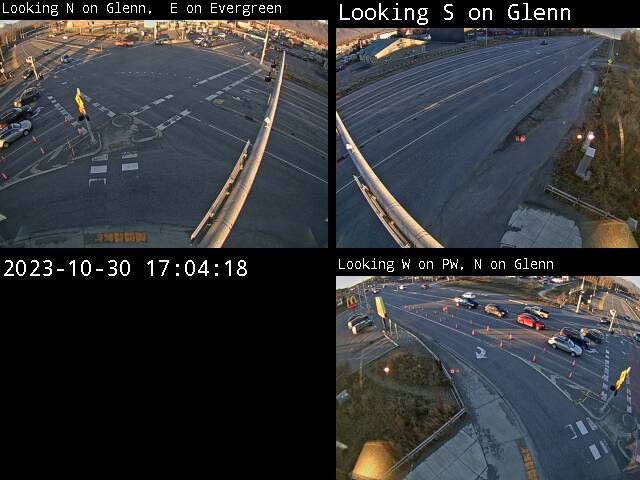 Looking N on Glenn, E on Evergreen
Looking S on Glenn
2023-10-30 17:04:18
Looking W on PW, N on Glenn